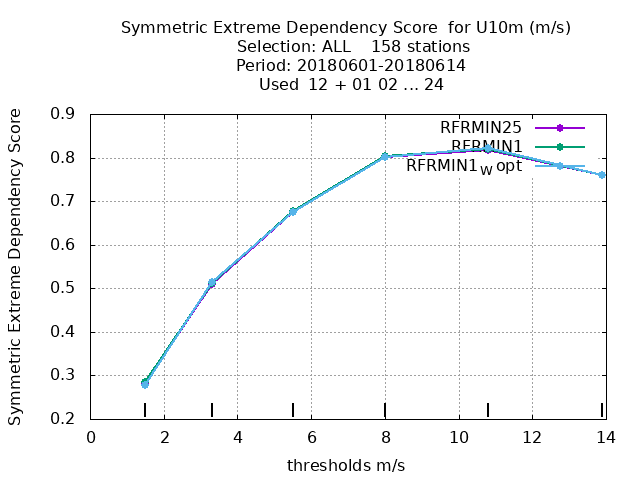 Symmetric Extreme Dependency Score for U10m (m/s)
Selection: ALL 158 stations
Period: 20180601-20180614
Used 12 + 01 02 ... 24
Symmetric Extreme Dependency Score
0.9
0.8
0.7
0.6
0.5
0.4
0.3
0.2
RFRMIN25
RFRMIN1
RFRMIN1W opt
0 2 4 6 8 10 12 14
thresholds m/s